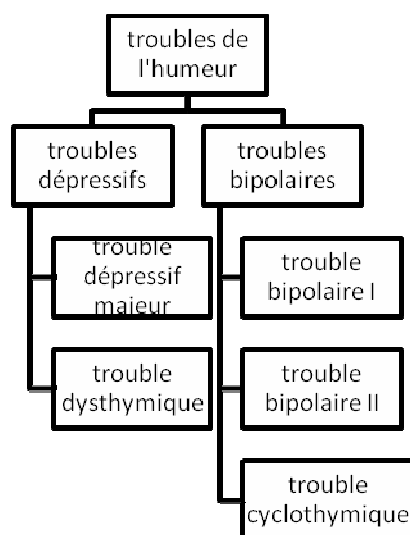 troubles de
l'humeur
troubles
dépressifs
troubles
bipolaires
trouble
dépressif
majeur
trouble
dysthymique
trouble
bipolaire I
trouble
bipolaire II
trouble
cyclothymique